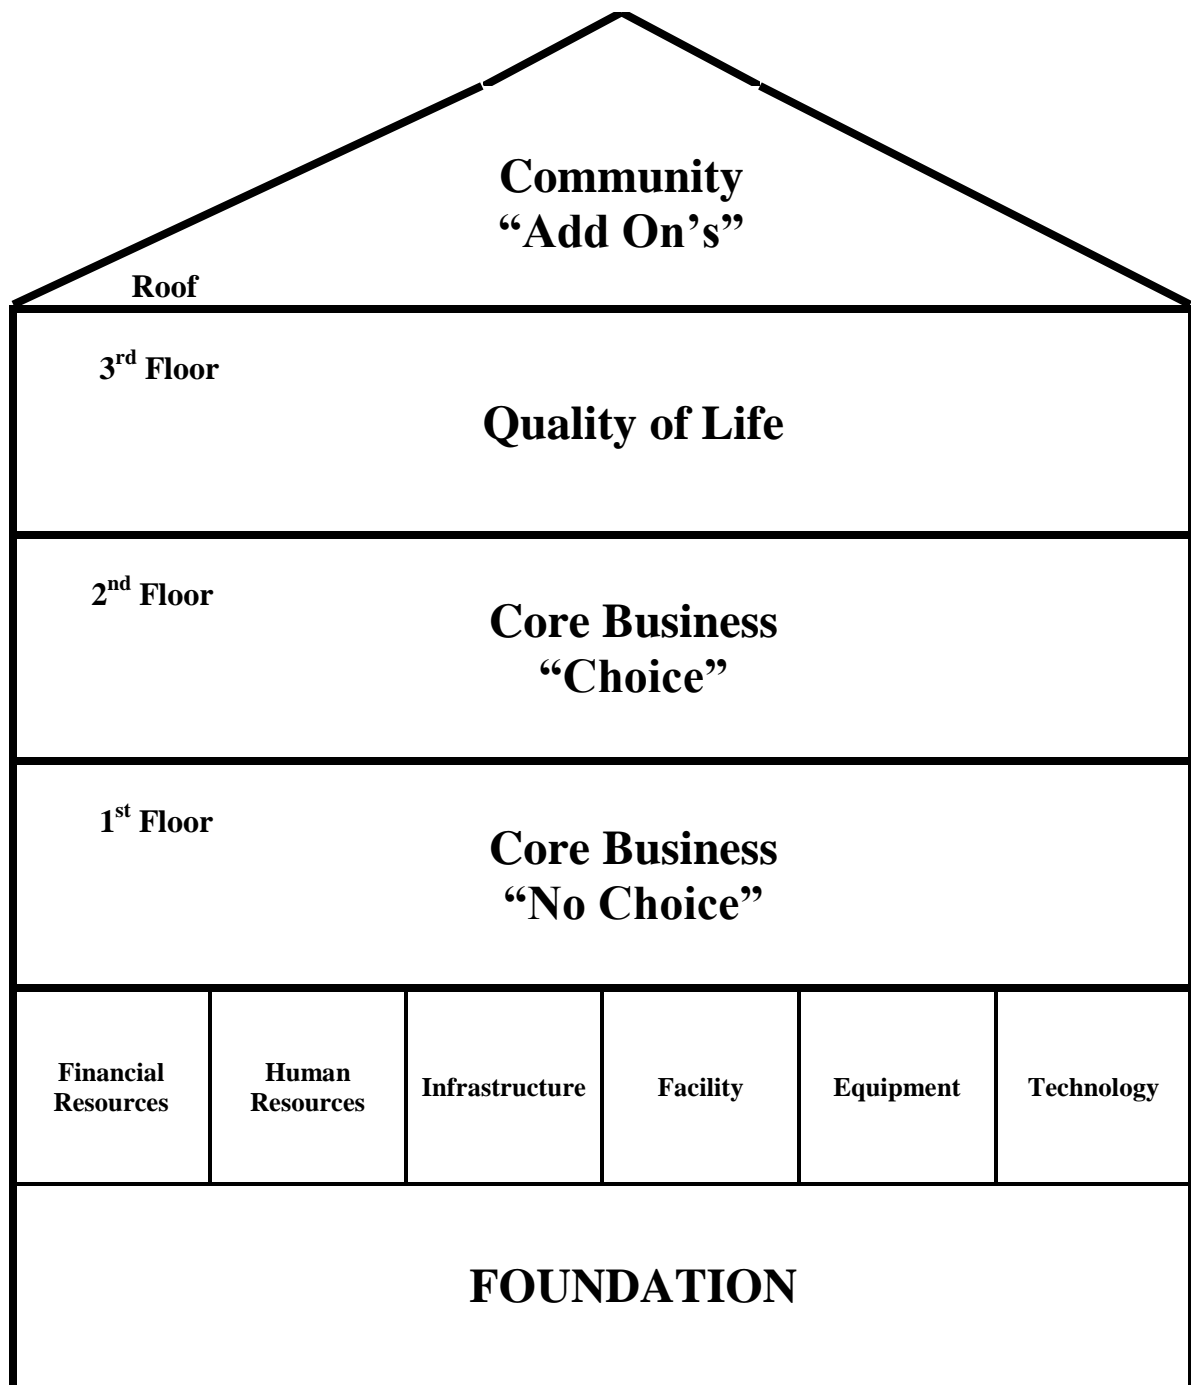 Community
“Add On’s”
Roof
3rd Floor
Quality of Life
2nd Floor
Core Business
“Choice”
1st Floor
Core Business
“No Choice”
Financial
Resources
Human
Resources
Infrastructure
Facility
Equipment
Technology
FOUNDATION